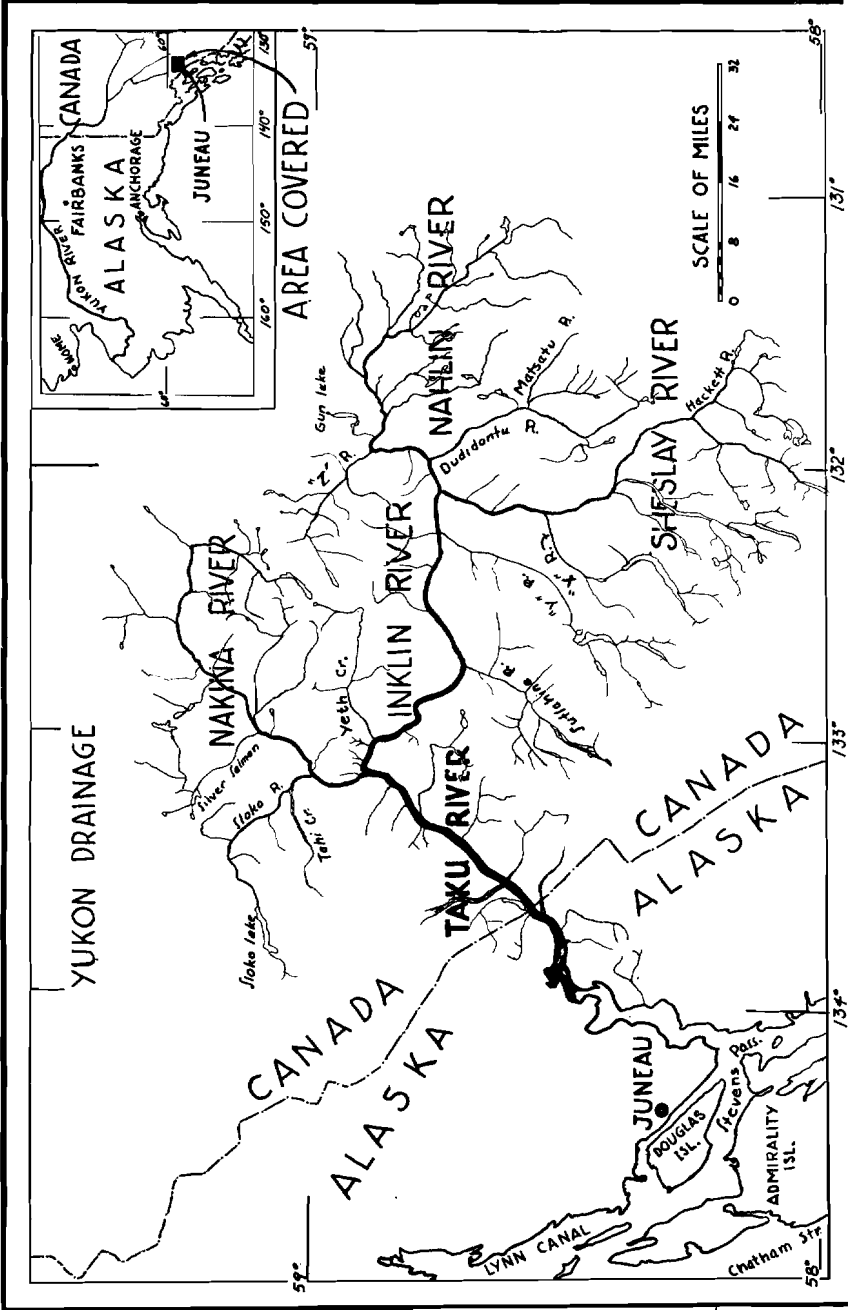 YUKON DRAINAGE
CANADA
ALASKA
Sloko lake
Sloko R.
Silver Salmon
Tahi Cr.
NAKINA RIVER
Yeth Cr.
INKLIN RIVER
TAKU RIVER
"Z" R.
Gun lake
NAHLIN RIVER
Dudidontu R.
Matsatu R.
SHESLAY RIVER
Hackett R.
"X" R.
"Y" R.
Sutlahine R.
CANADA
ALASKA
JUNEAU
DOUGLAS ISL.
Stevens Pass.
ADMIRALITY ISL.
LYNN CANAL
Chatham Str.
59°
58°
134°
133°
132°
131°
59°
58°
SCALE OF MILES
0 8 16 24 32
NOME
YUKON RIVER
FAIRBANKS
ALASKA
ANCHORAGE
CANADA
JUNEAU
60°
60°
160°
150°
140°
130°
AREA COVERED